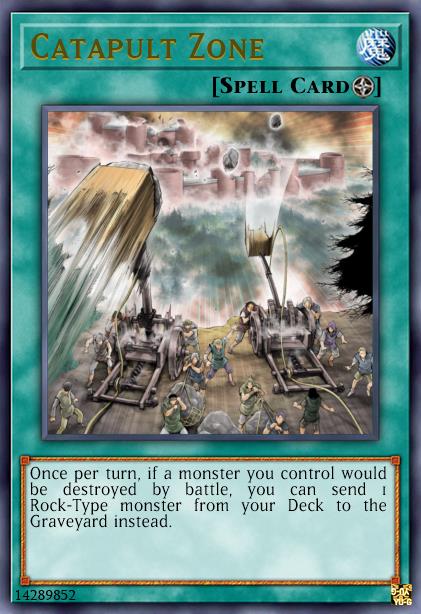 Catapult Zone
魔
[Spell Card]
Once per turn, if a monster you control would
be destroyed by battle, you can send 1
Rock-Type monster from your Deck to the
Graveyard instead.
14289852